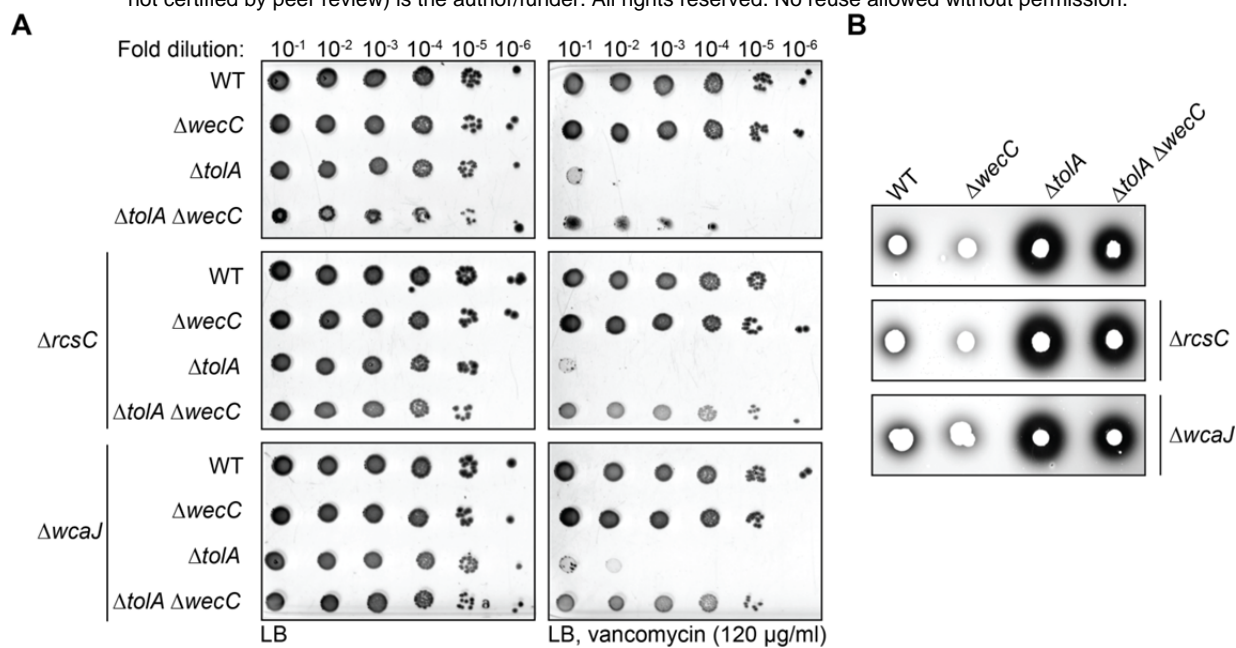 not certified by peer review) is the author/funder. All rights reserved. No reuse allowed without permission.
A
B
Fold dilution: 10-1 10-2 10-3 10-4 10-5 10-6 10-1 10-2 10-3 10-4 10-5 10-6
WT
ΔwecC
ΔtolA
ΔtolA ΔwecC
ΔrcsC
WT
ΔwecC
ΔtolA
ΔtolA ΔwecC
ΔwcaJ
WT
ΔwecC
ΔtolA
ΔtolA ΔwecC
a
LB
LB, vancomycin (120 µg/ml)
WT ΔwecC ΔtolA ΔtolA ΔwecC
ΔrcsC
ΔwcaJ